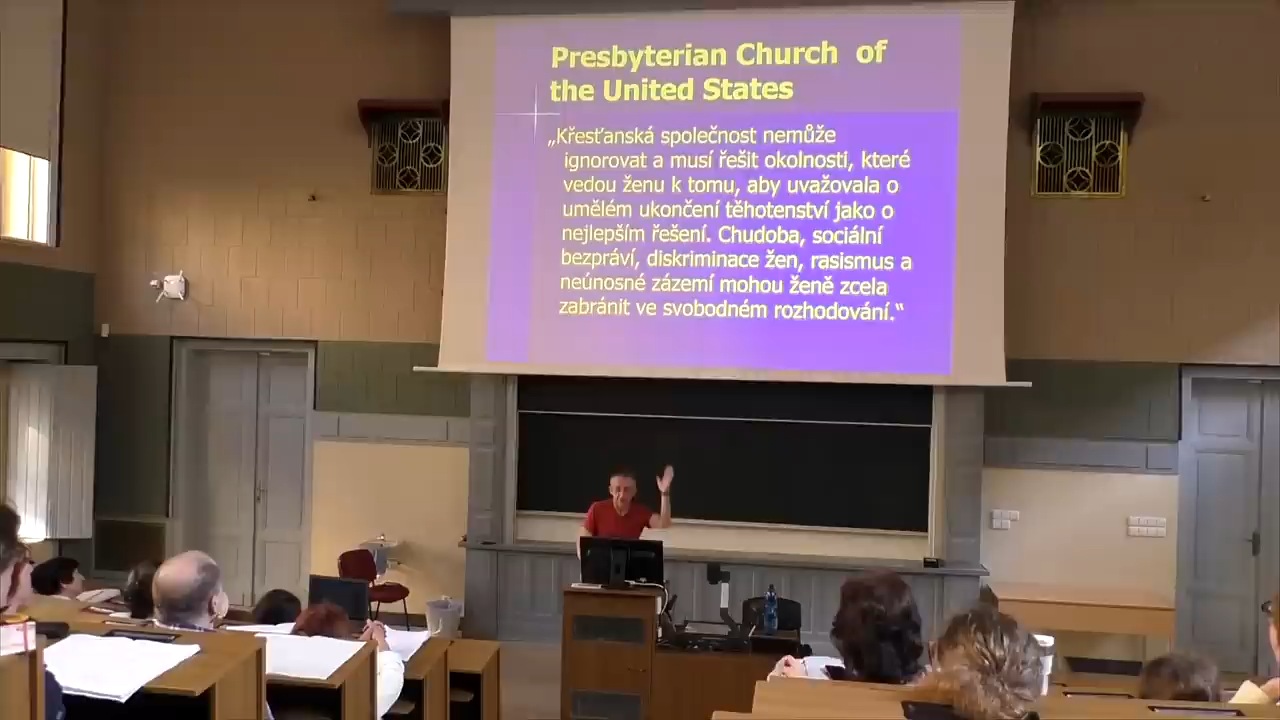 Presbyterian Church of
the United States
„Křesťanská společnost nemůže
ignorovat a musí řešit okolnosti, které
vedou ženu k tomu, aby uvažovala o
umělém ukončení těhotenství jako o
nejlepším řešení. Chudoba, sociální
bezpráví, diskriminace žen, rasismus a
neúnosné zázemí mohou ženě zcela
zabránit ve svobodném rozhodování.“